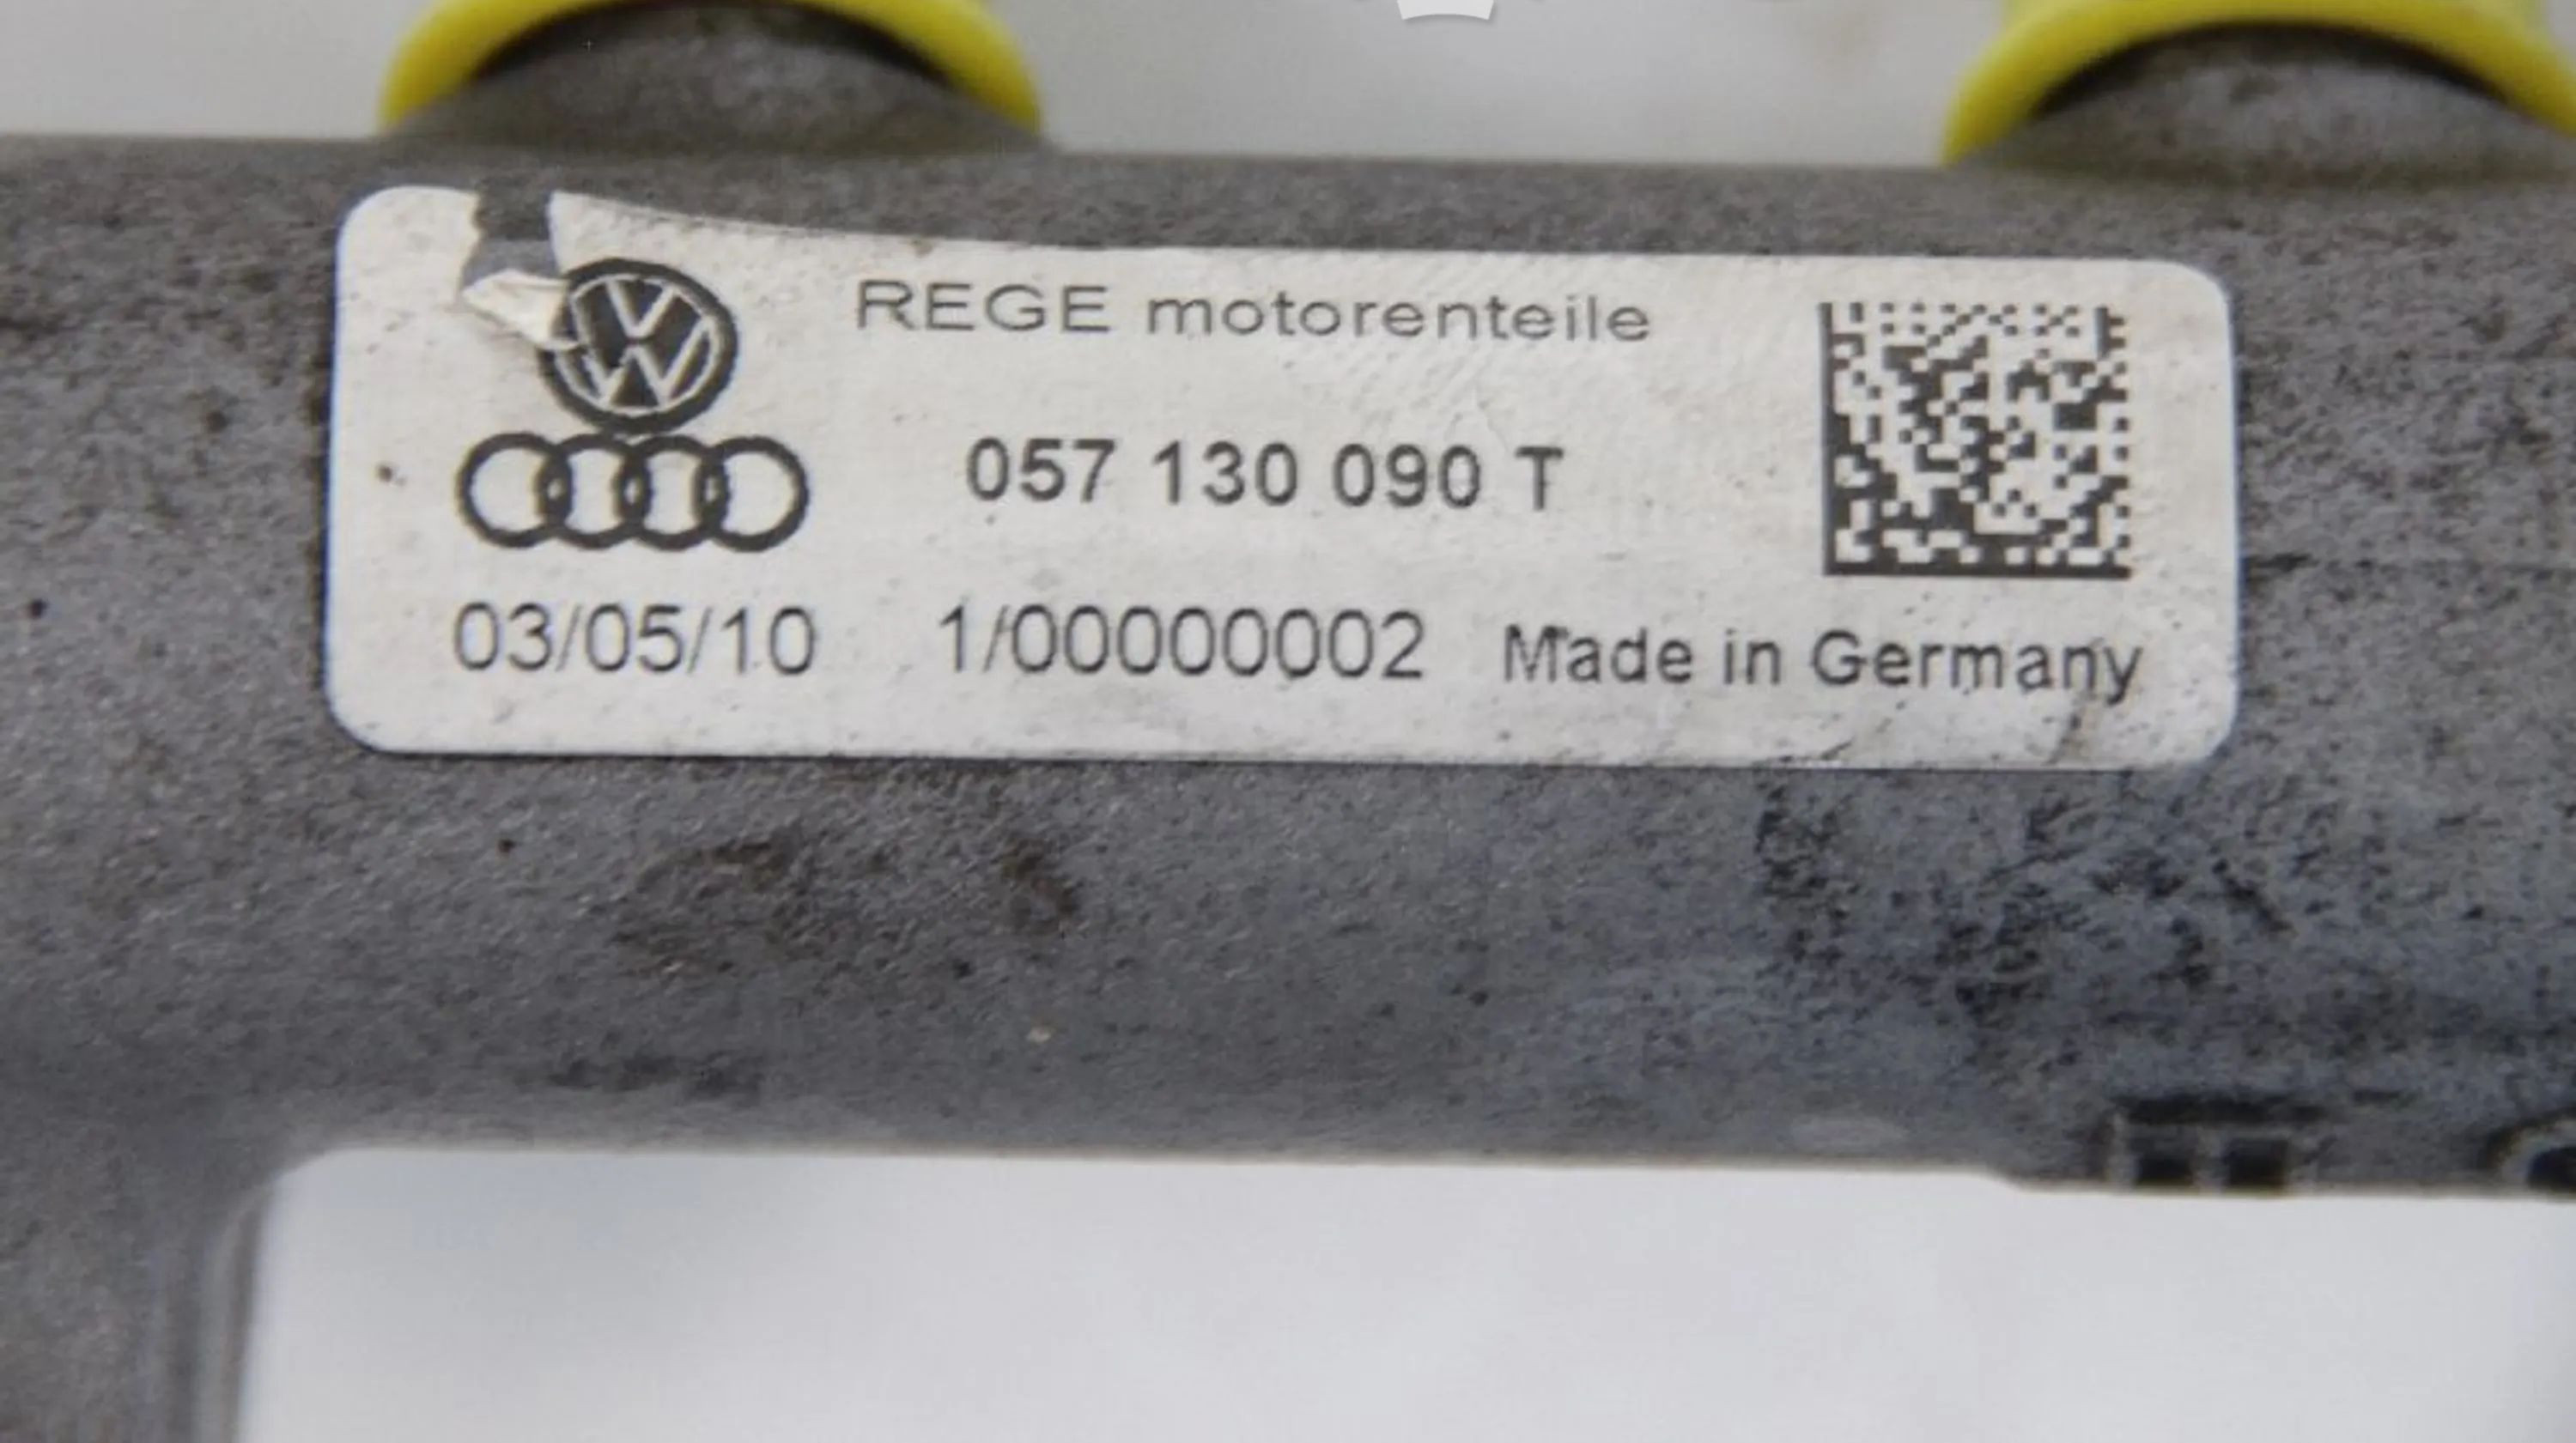 REGE motorenteile
057 130 090 T
03/05/10 1/00000002 Made in Germany